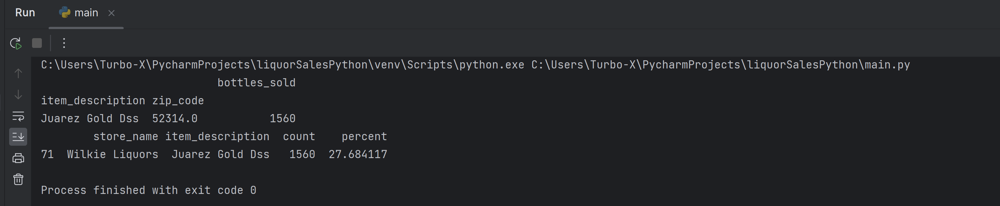 Run main
C:\Users\Turbo-X\PycharmProjects\liquorSalesPython\venv\Scripts\python.exe C:\Users\Turbo-X\PycharmProjects\liquorSalesPython\main.py
bottles_sold
item_description zip_code
Juarez Gold Dss 52314.0 1560
store_name item_description count percent
71 Wilkie Liquors Juarez Gold Dss 1560 27.684117
Process finished with exit code 0